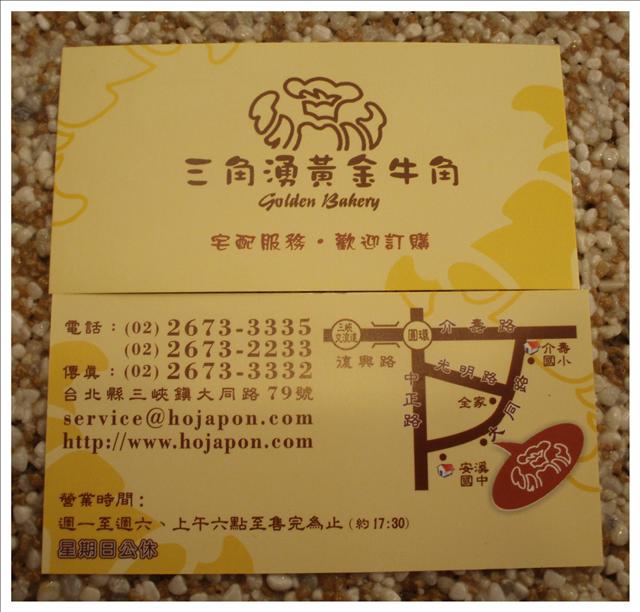 三角湧黃金牛角
Golden Bakery
宅配服務・歡迎訂購
電話：(02) 2673-3335
(02) 2673-2233
傳真：(02) 2673-3332
台北縣三峽鎮大同路79號
service@hojapon.com
http://www.hojapon.com
營業時間：
週一至週六、上午六點至售完為止(約17:30)
星期日公休
三峽
交流道
圓環
介壽路
復興路
中正路
光明路
大同路
全家
介壽
國小
安溪
國中